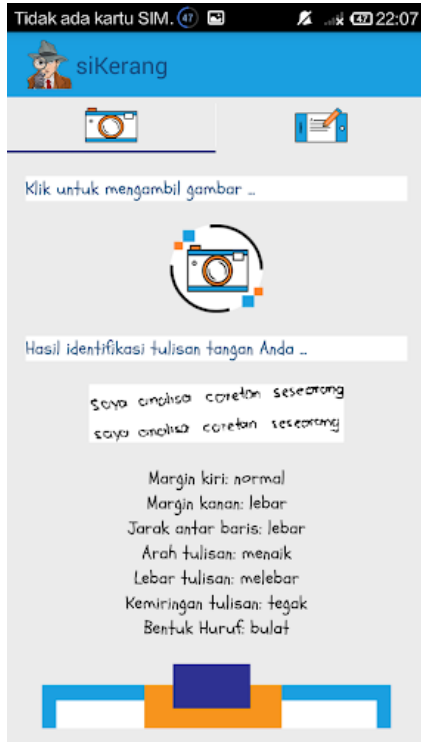 Tidak ada kartu SIM. 47 47 22:07
siKerang
Klik untuk mengambil gambar ...
Hasil identifikasi tulisan tangan Anda ...
saya analisa coretan seseorang
saya analisa coretan seseorang
Margin kiri: normal
Margin kanan: lebar
Jarak antar baris: lebar
Arah tulisan: menaik
Lebar tulisan: melebar
Kemiringan tulisan: tegak
Bentuk Huruf: bulat